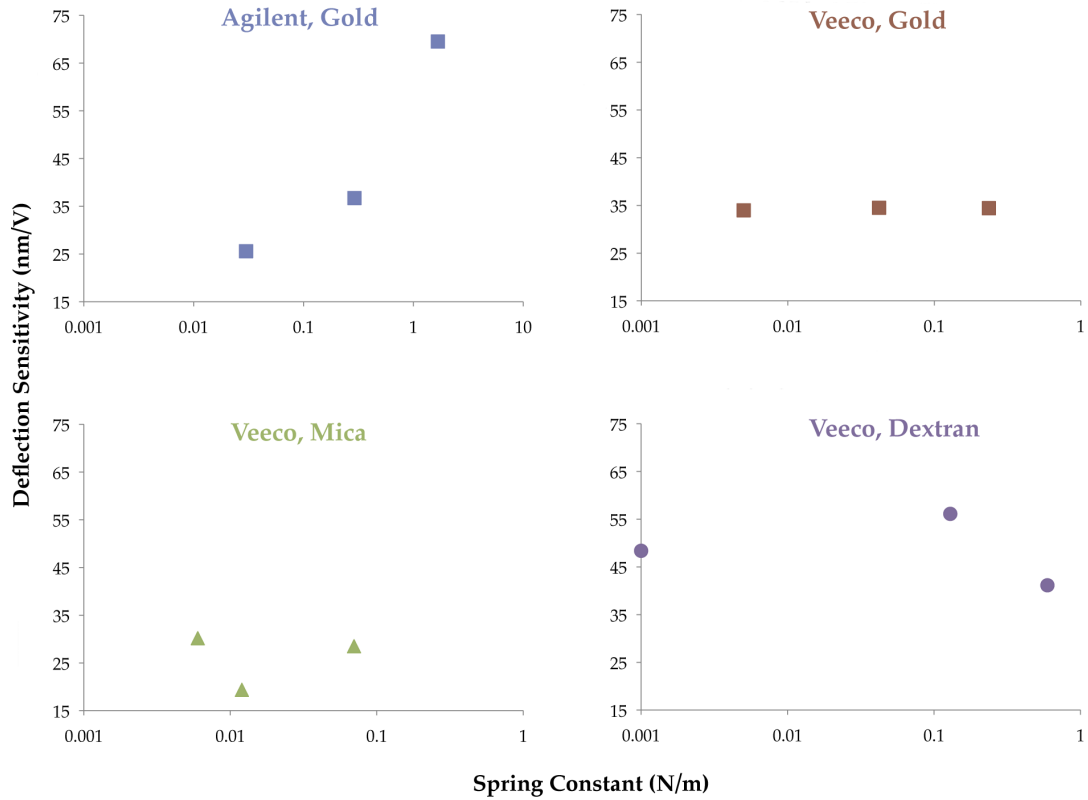 Agilent, Gold
75
65
55
45
35
25
15
0.001 0.01 0.1 1 10
Veeco, Gold
75
65
55
45
35
25
15
0.001 0.01 0.1 1
Deflection Sensitivity (nm/V)
Veeco, Mica
75
65
55
45
35
25
15
0.001 0.01 0.1 1
Veeco, Dextran
75
65
55
45
35
25
15
0.001 0.01 0.1 1
Spring Constant (N/m)